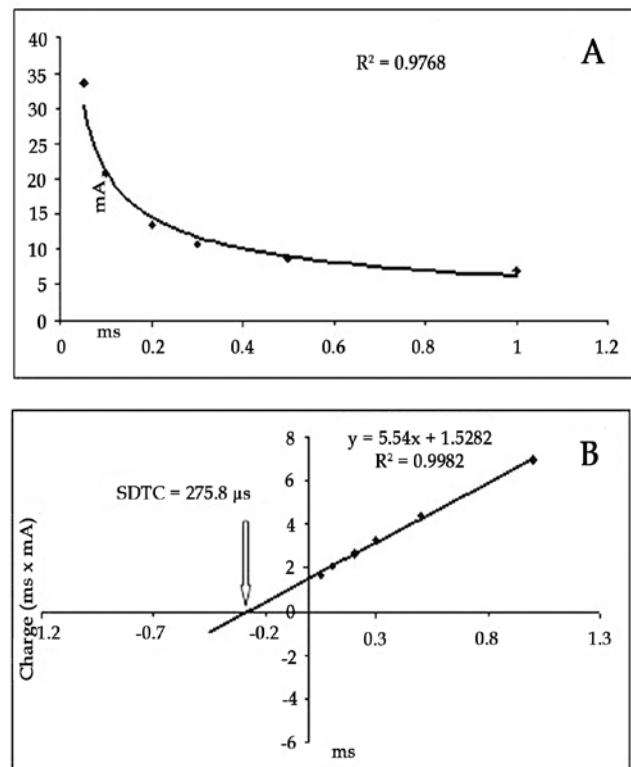 A
R² = 0.9768
40
35
30
25
20
15
10
5
0
mA
ms
0 0.2 0.4 0.6 0.8 1 1.2
B
y = 5.54x + 1.5282
R² = 0.9982
SDTC = 275.8 µs
Charge (ms x mA)
8
6
4
2
0
-1.2 -0.7 -0.2 0.3 0.8 1.3
-2
-4
-6
ms